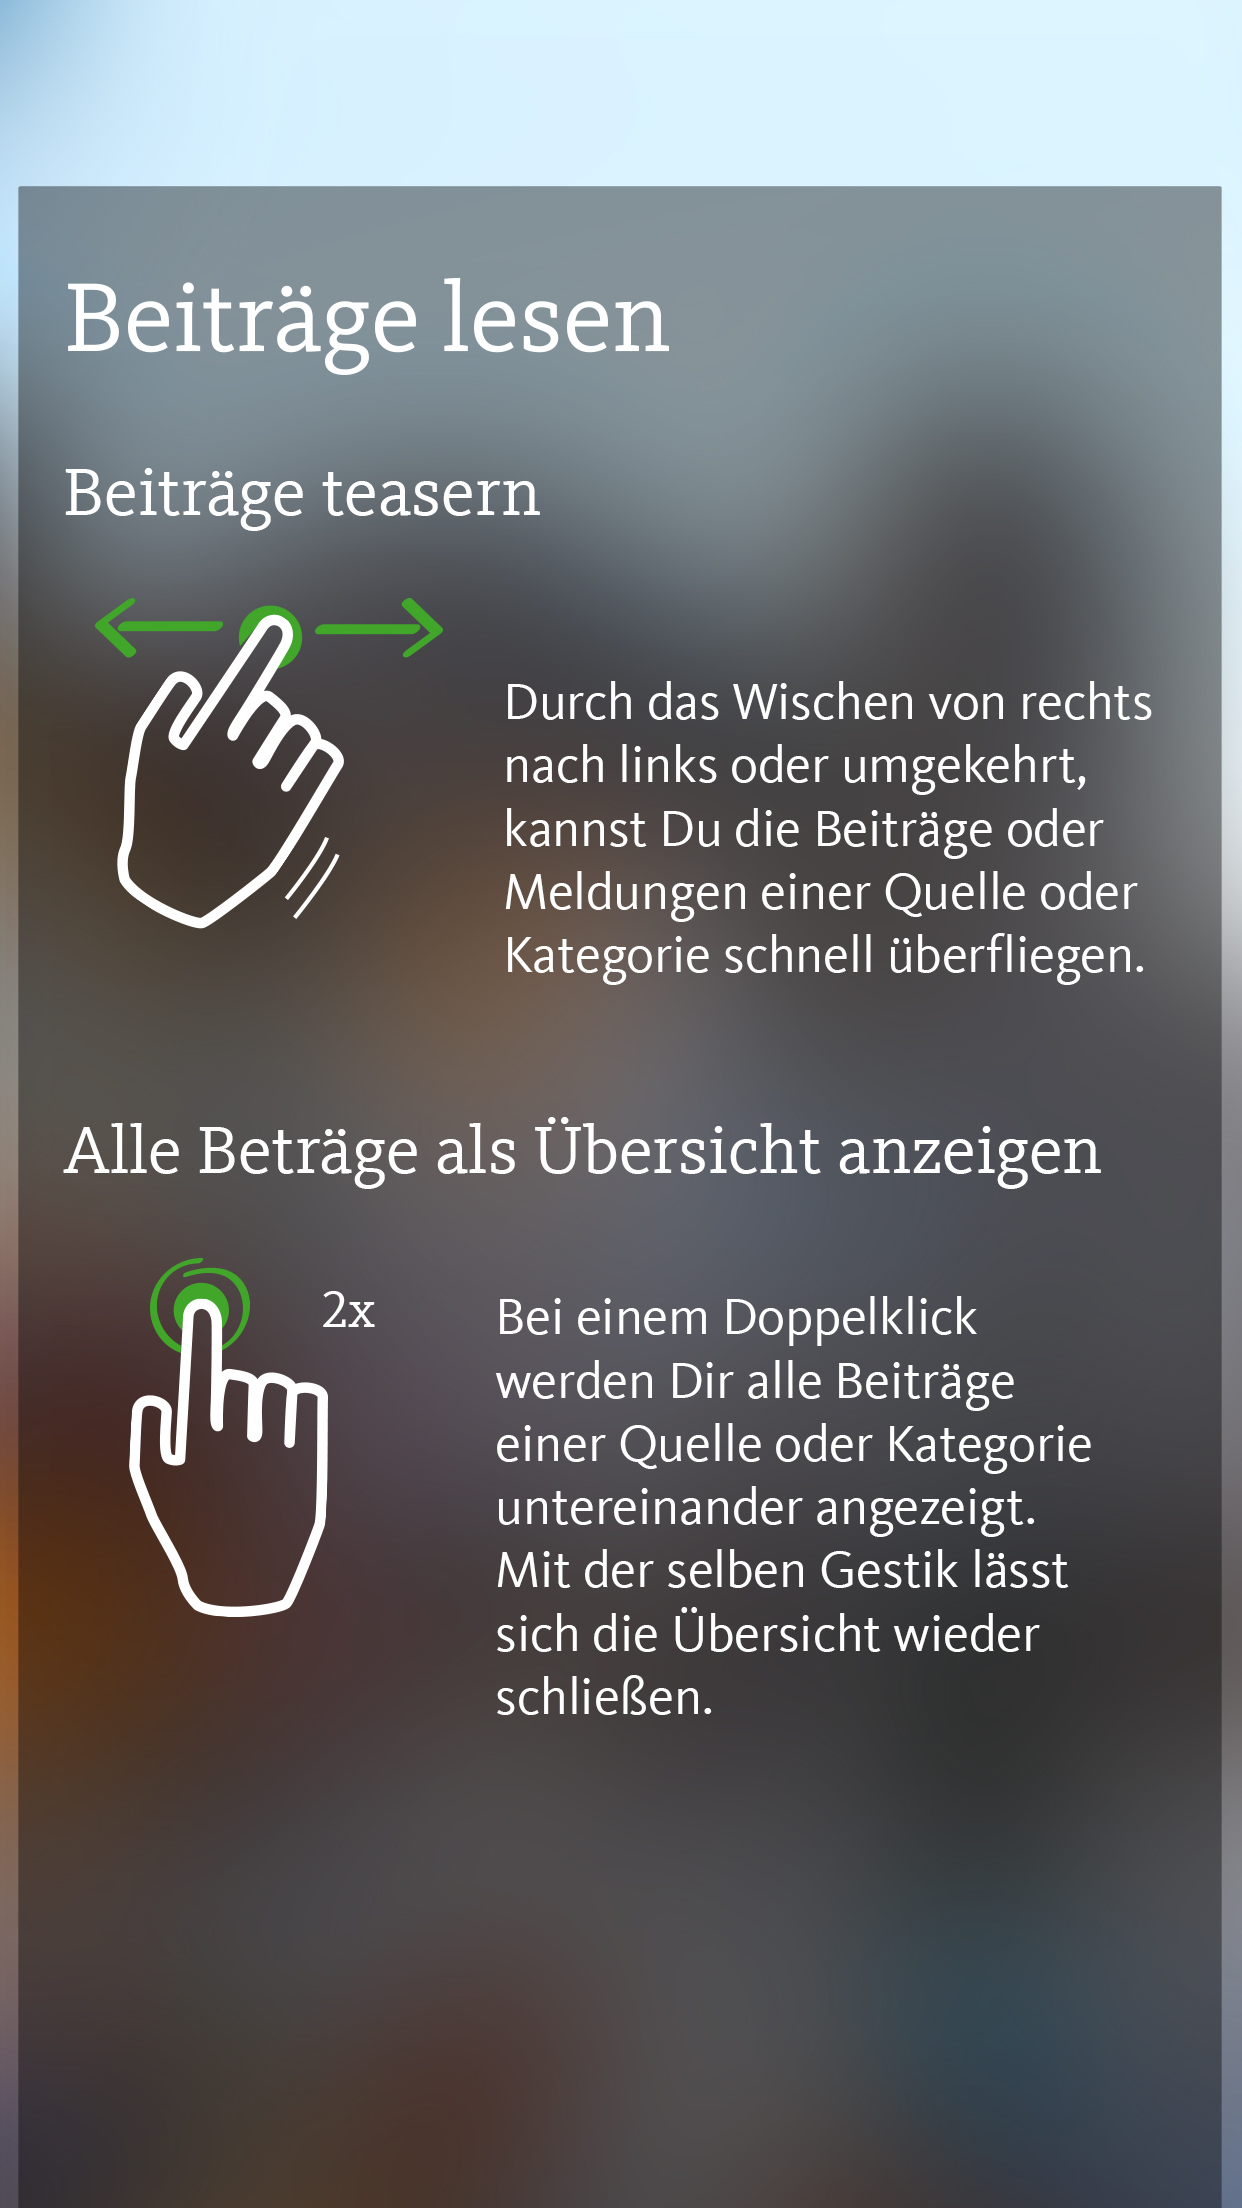 Beiträge lesen
Beiträge teasern
Durch das Wischen von rechts
nach links oder umgekehrt,
kannst Du die Beiträge oder
Meldungen einer Quelle oder
Kategorie schnell überfliegen.
Alle Beträge als Übersicht anzeigen
2x
Bei einem Doppelklick
werden Dir alle Beiträge
einer Quelle oder Kategorie
untereinander angezeigt.
Mit der selben Gestik lässt
sich die Übersicht wieder
schließen.